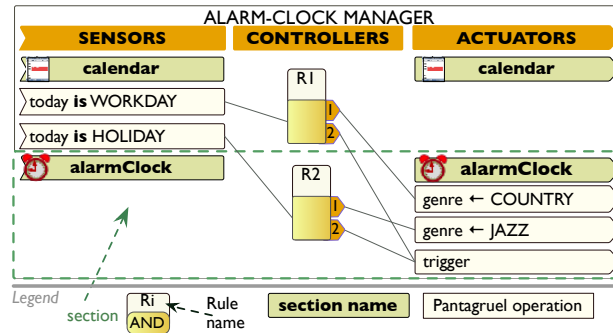 ALARM-CLOCK MANAGER
SENSORS CONTROLLERS ACTUATORS
calendar calendar
R1
today is WORKDAY
1
2
today is HOLIDAY
alarmClock alarmClock
R2
genre ← COUNTRY
1
genre ← JAZZ
2
trigger
Legend
section
Ri
AND
Rule
name
section name
Pantagruel operation